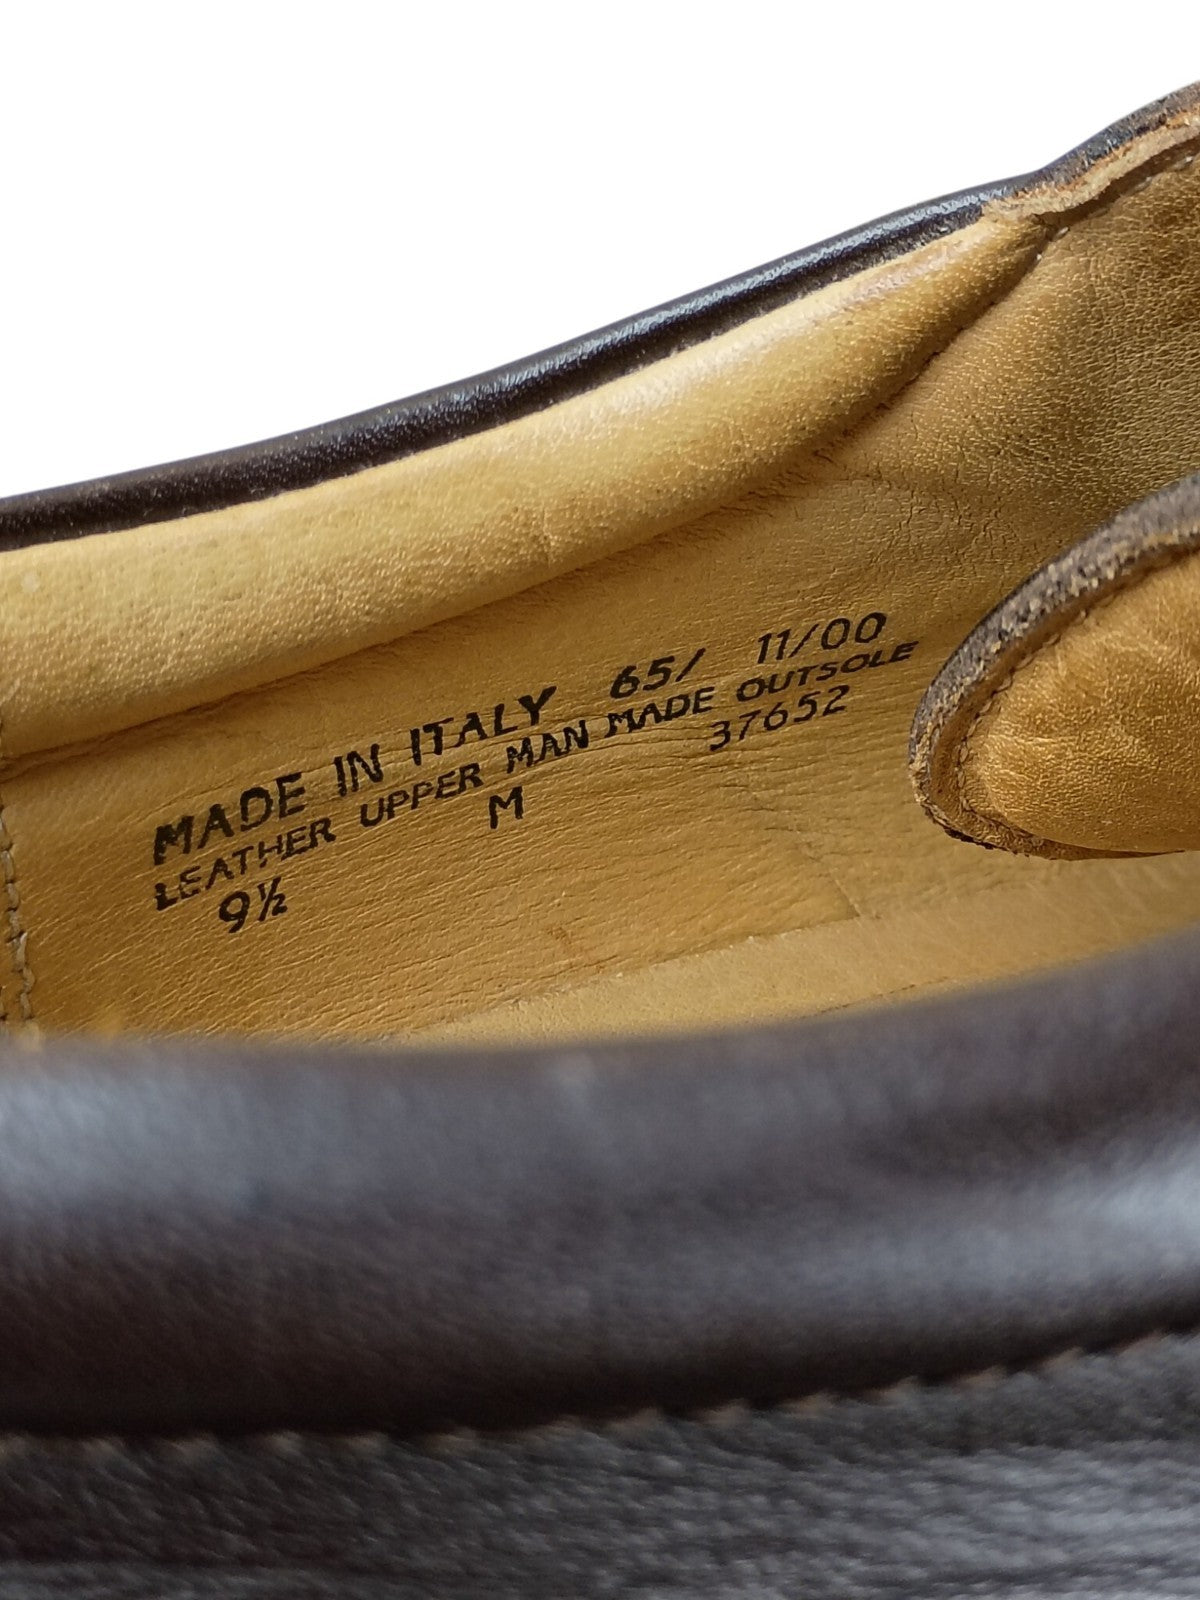 MADE IN ITALY 65/ 11/00
LEATHER UPPER MAN MADE OUTSOLE
9½ M 37652